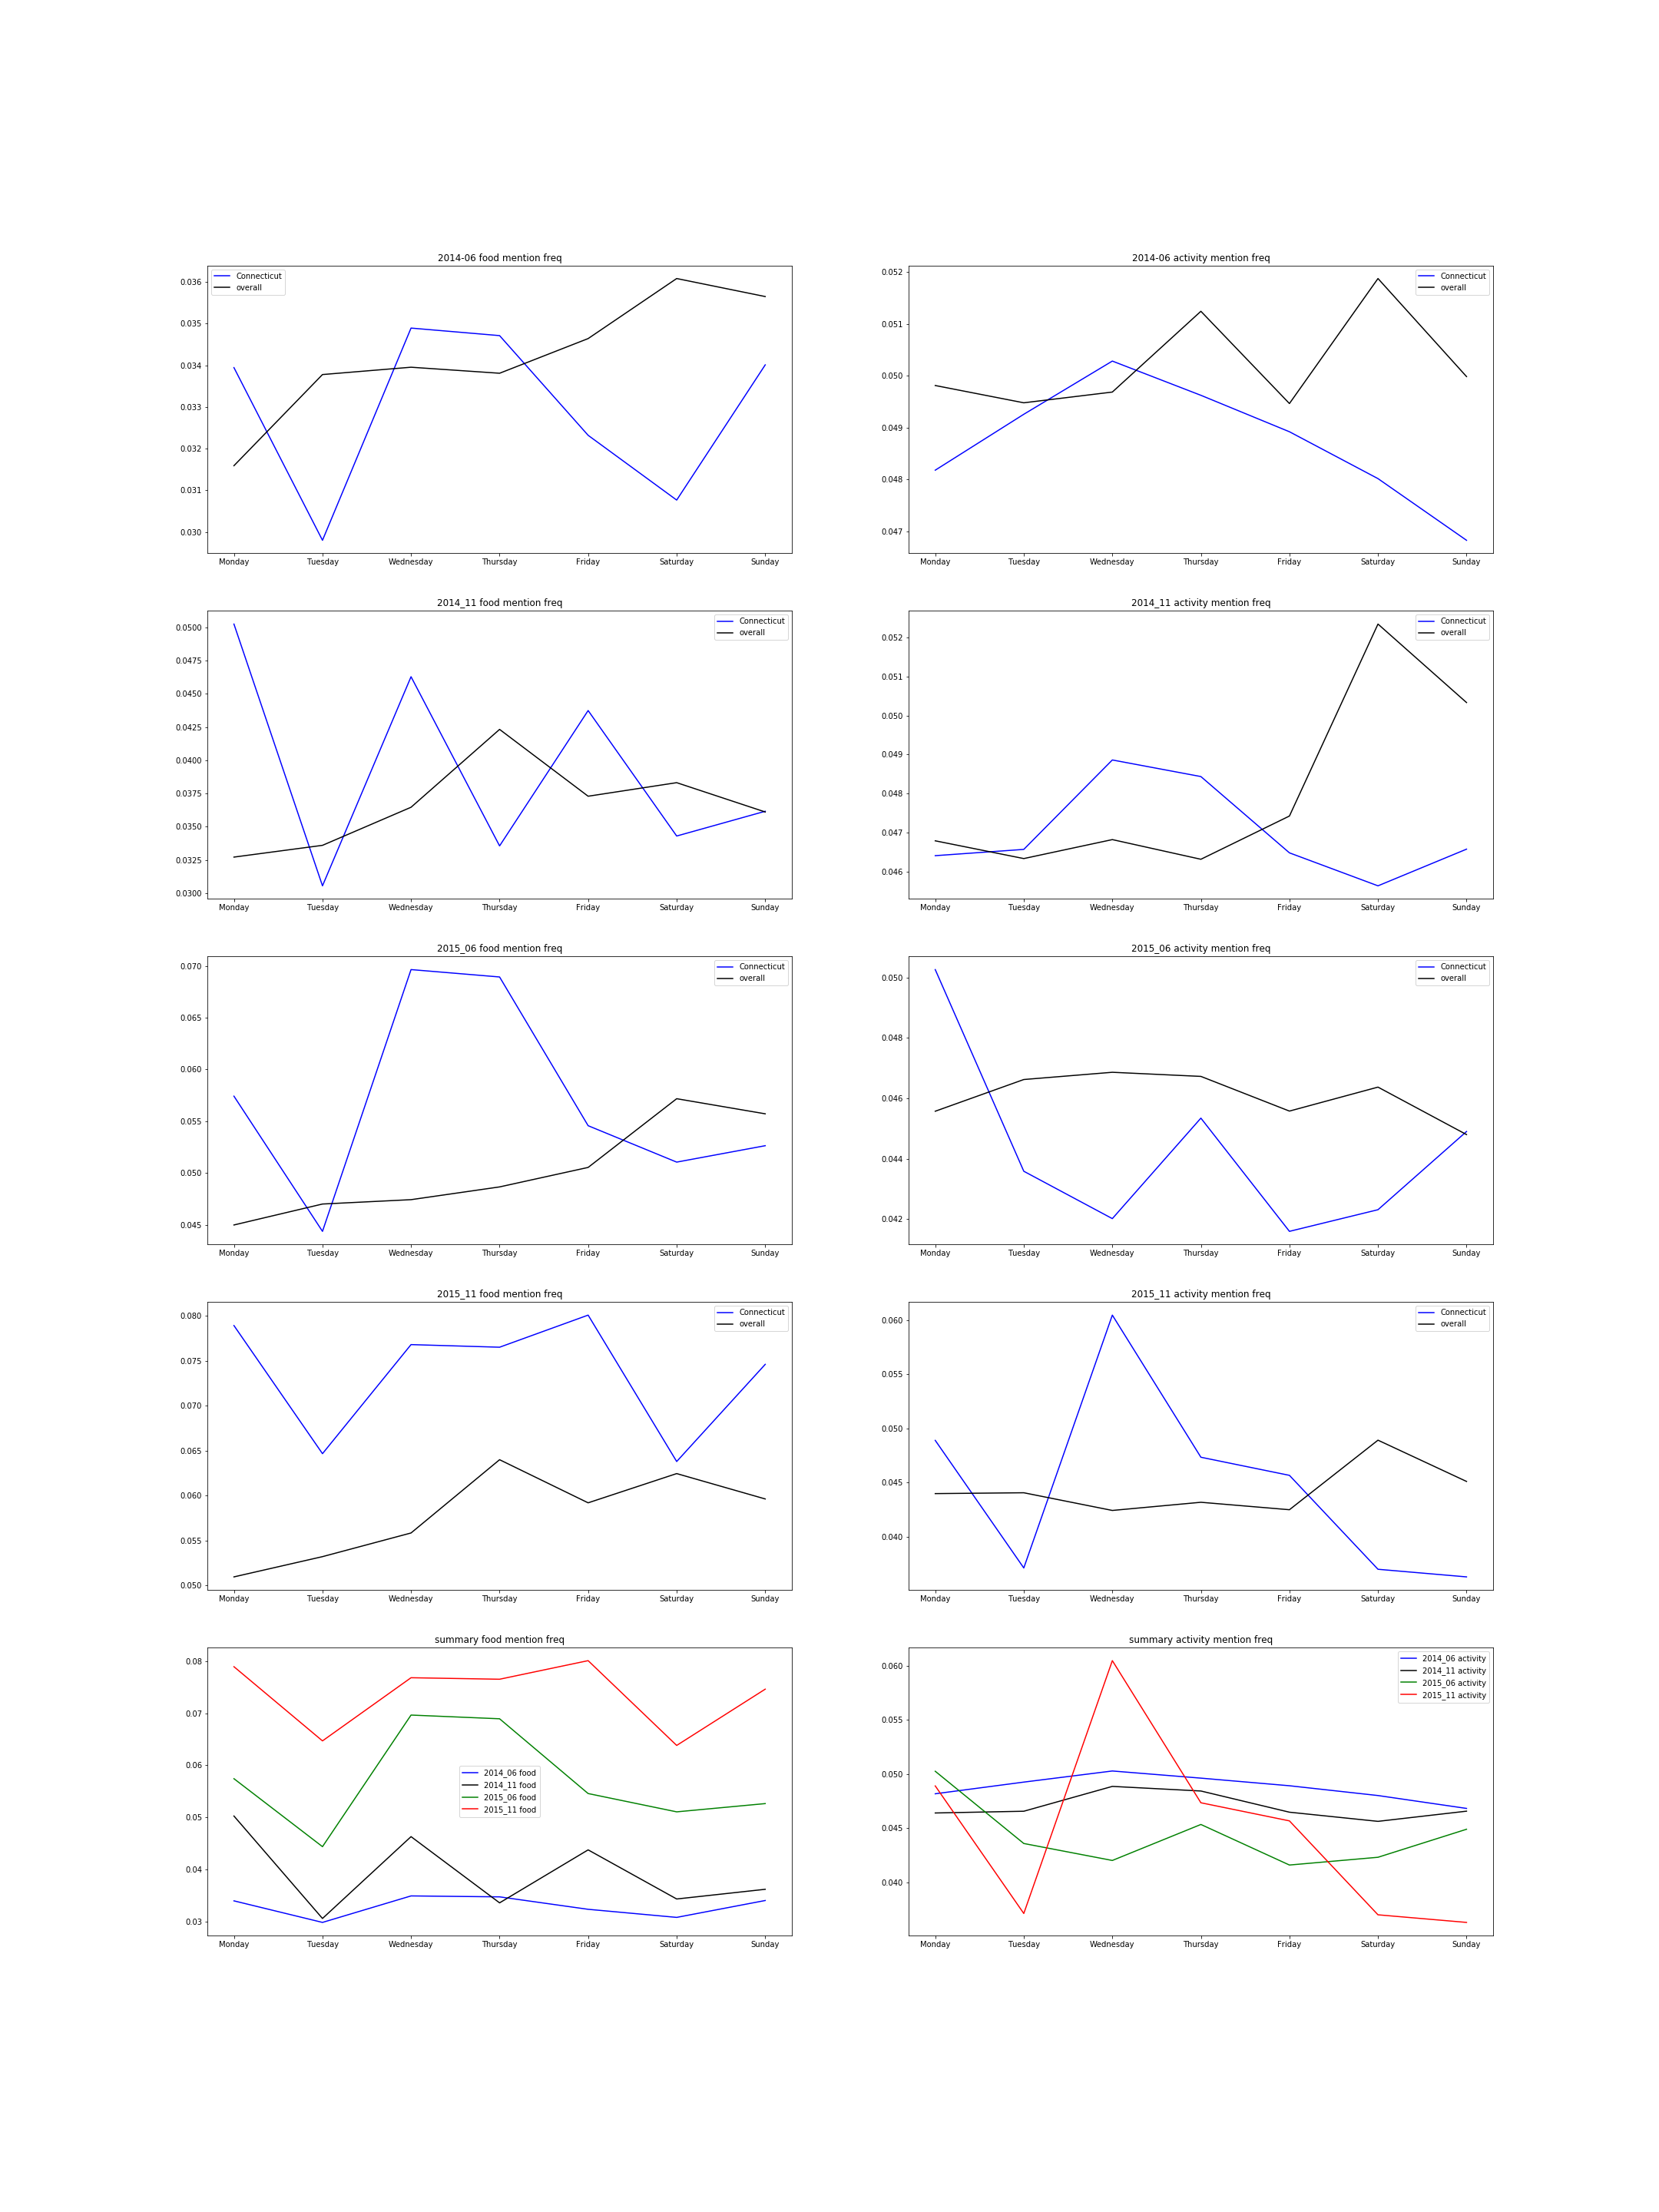 2014-06 food mention freq
Connecticut
overall
0.036
0.035
0.034
0.033
0.032
0.031
0.030
Monday Tuesday Wednesday Thursday Friday Saturday Sunday
2014-06 activity mention freq
Connecticut
overall
0.052
0.051
0.050
0.049
0.048
0.047
Monday Tuesday Wednesday Thursday Friday Saturday Sunday
2014_11 food mention freq
Connecticut
overall
0.0500
0.0475
0.0450
0.0425
0.0400
0.0375
0.0350
0.0325
0.0300
Monday Tuesday Wednesday Thursday Friday Saturday Sunday
2014_11 activity mention freq
Connecticut
overall
0.052
0.051
0.050
0.049
0.048
0.047
0.046
Monday Tuesday Wednesday Thursday Friday Saturday Sunday
2015_06 food mention freq
Connecticut
overall
0.070
0.065
0.060
0.055
0.050
0.045
Monday Tuesday Wednesday Thursday Friday Saturday Sunday
2015_06 activity mention freq
Connecticut
overall
0.050
0.048
0.046
0.044
0.042
Monday Tuesday Wednesday Thursday Friday Saturday Sunday
2015_11 food mention freq
Connecticut
overall
0.080
0.075
0.070
0.065
0.060
0.055
0.050
Monday Tuesday Wednesday Thursday Friday Saturday Sunday
2015_11 activity mention freq
Connecticut
overall
0.060
0.055
0.050
0.045
0.040
Monday Tuesday Wednesday Thursday Friday Saturday Sunday
summary food mention freq
0.08
0.07
0.06
0.05
0.04
0.03
2014_06 food
2014_11 food
2015_06 food
2015_11 food
Monday Tuesday Wednesday Thursday Friday Saturday Sunday
summary activity mention freq
2014_06 activity
2014_11 activity
2015_06 activity
2015_11 activity
0.060
0.055
0.050
0.045
0.040
Monday Tuesday Wednesday Thursday Friday Saturday Sunday